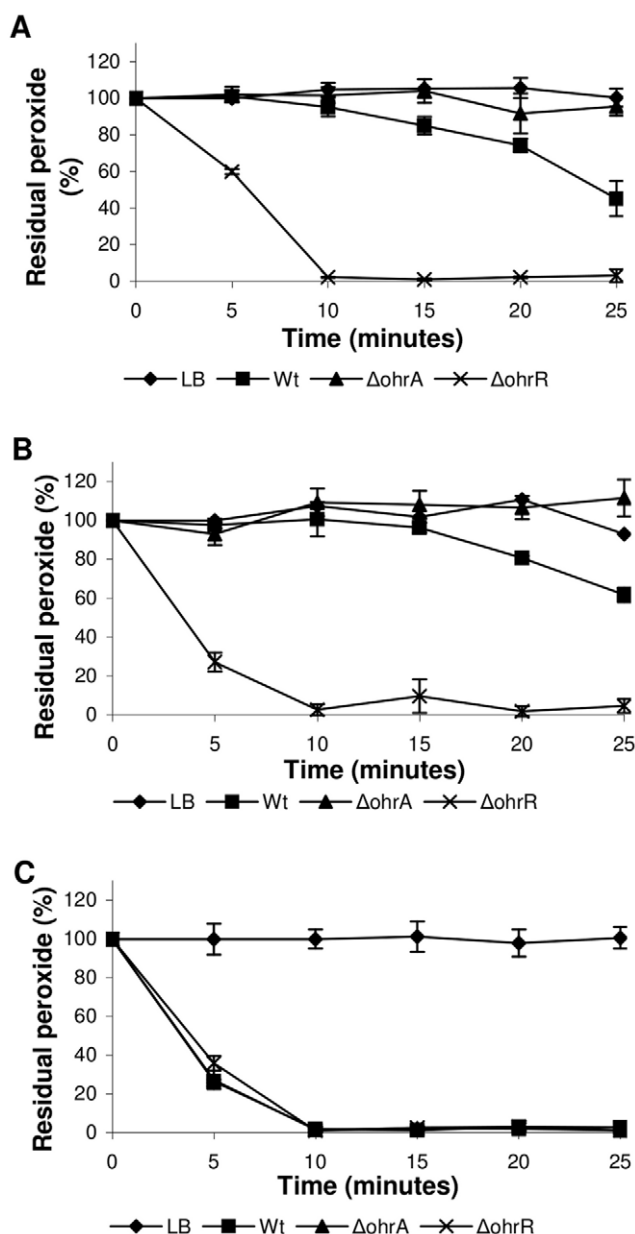 A
Residual peroxide
(%)
120
100
80
60
40
20
0
0 5 10 15 20 25
Time (minutes)
LB Wt ΔohrA ΔohrR
B
Residual peroxide (%)
120
100
80
60
40
20
0
0 5 10 15 20 25
Time (minutes)
LB Wt ΔohrA ΔohrR
C
Residual peroxide (%)
120
100
80
60
40
20
0
0 5 10 15 20 25
Time (minutes)
LB Wt ΔohrA ΔohrR